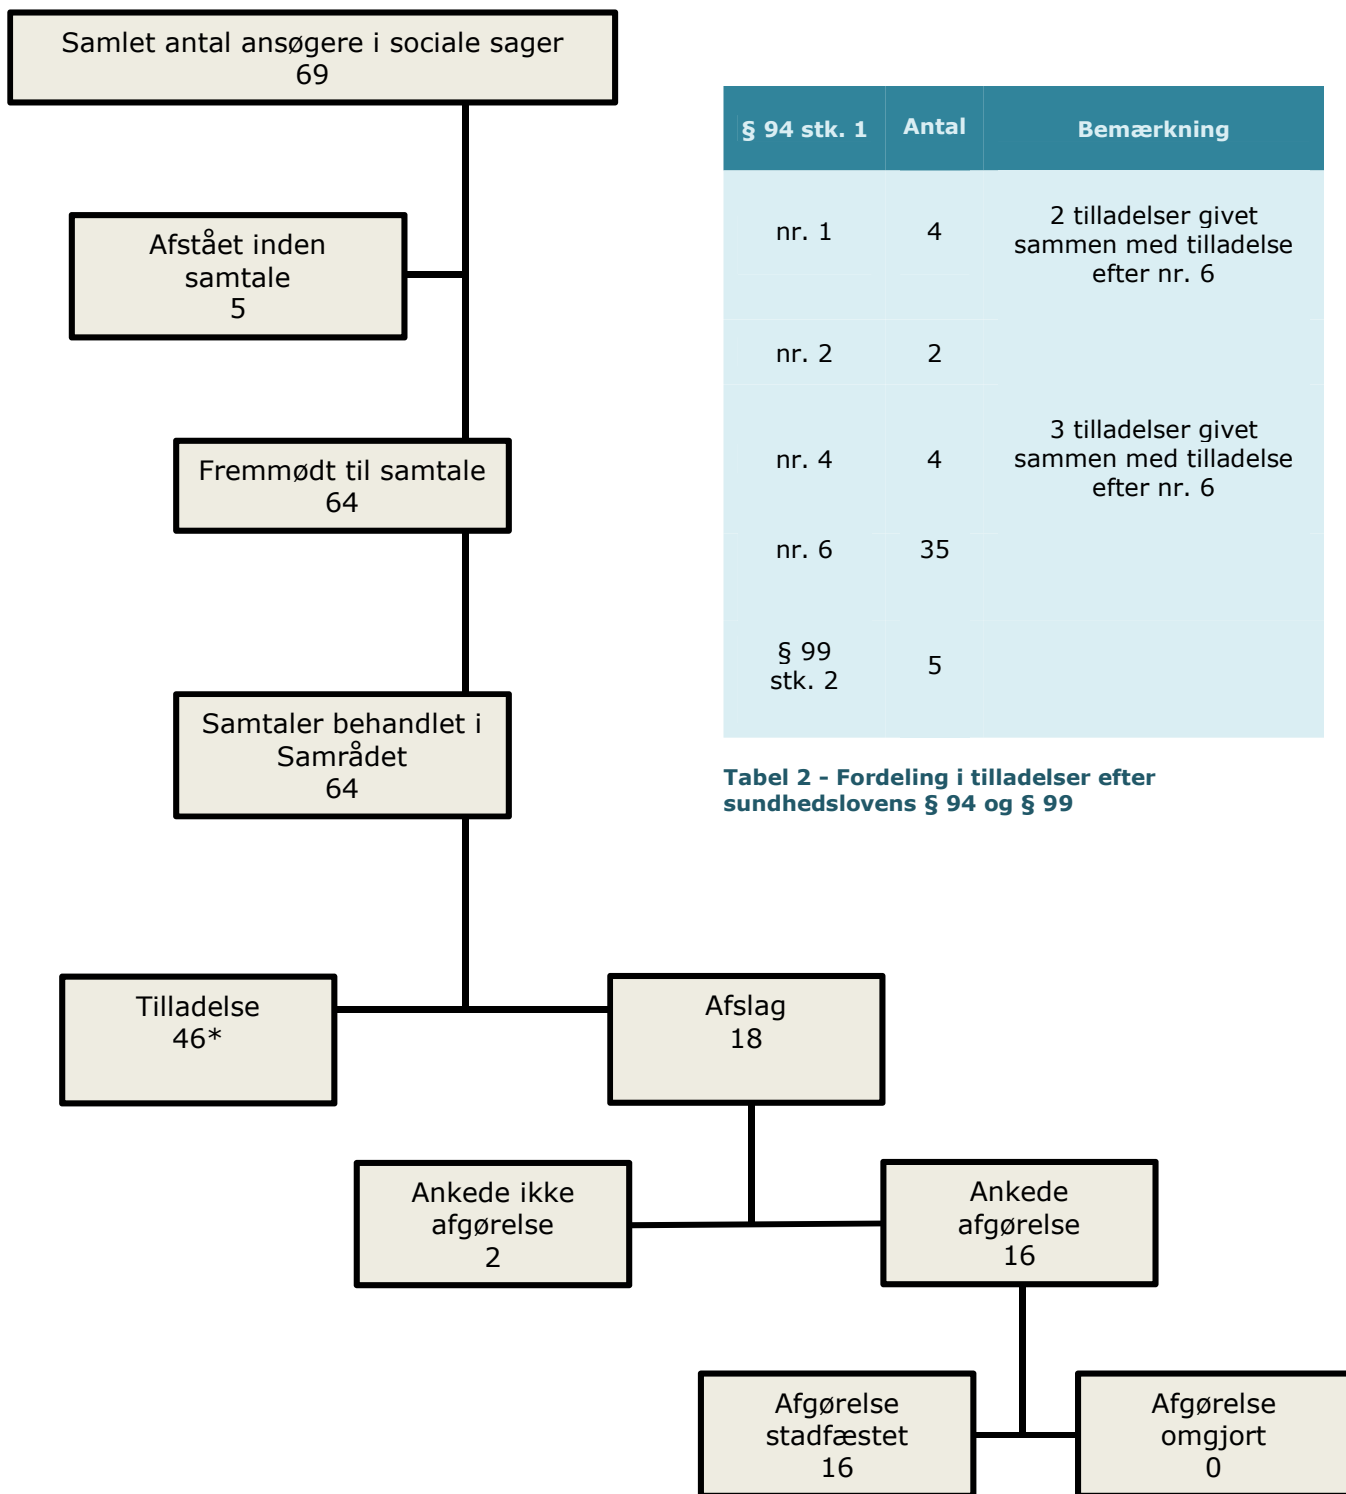 Samlet antal ansøgere i sociale sager
69
Afstået inden
samtale
5
Fremmødt til samtale
64
Samtaler behandlet i
Samrådet
64
Tilladelse
46*
Afslag
18
Ankede ikke
afgørelse
2
Ankede
afgørelse
16
Afgørelse
stadfæstet
16
Afgørelse
omgjort
0
§ 94 stk. 1 Antal Bemærkning
nr. 1 4 2 tilladelser givet
sammen med tilladelse
efter nr. 6
nr. 2 2
nr. 4 4 3 tilladelser givet
sammen med tilladelse
efter nr. 6
nr. 6 35
§ 99
stk. 2 5
Tabel 2 - Fordeling i tilladelser efter
sundhedslovens § 94 og § 99